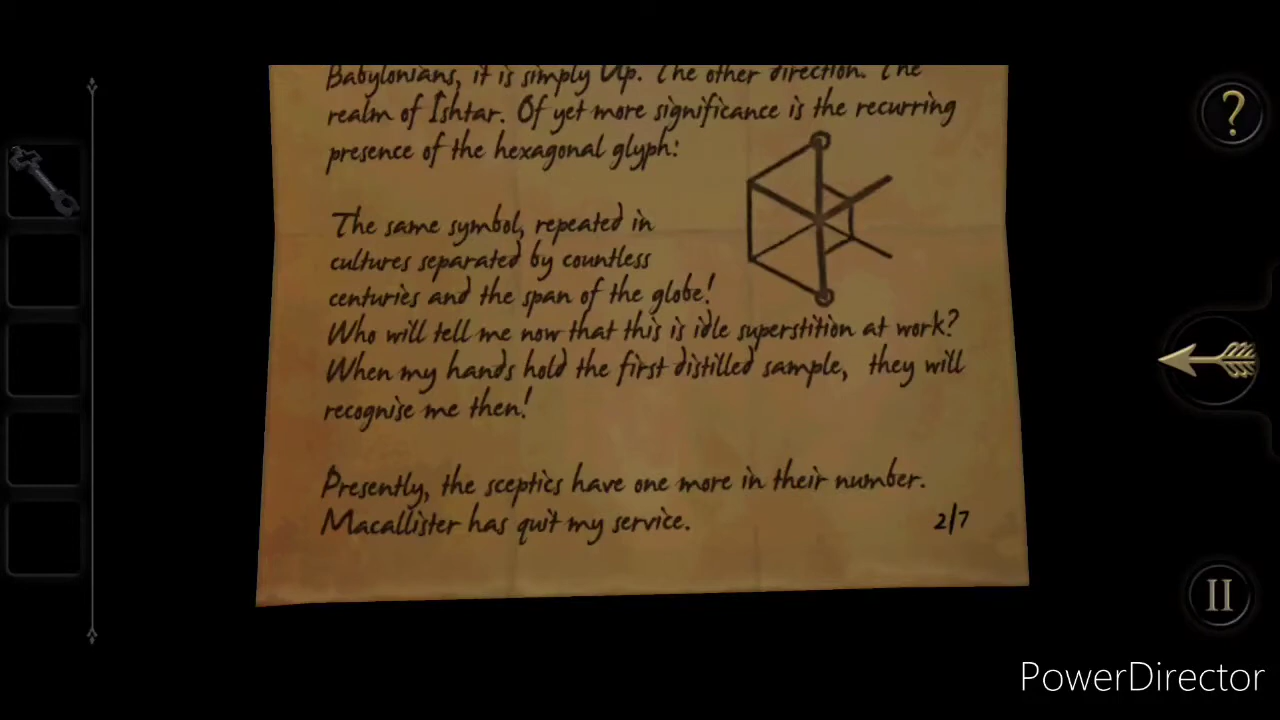 Babylonians, it is simply Up. The other direction. The
realm of Ishtar. Of yet more significance is the recurring
presence of the hexagonal glyph:
The same symbol, repeated in
cultures separated by countless
centuries and the span of the globe!
Who will tell me now that this is idle superstition at work?
When my hands hold the first distilled sample, they will
recognise me then!
Presently, the sceptics have one more in their number.
Macallister has quit my service.
2/7
?
PowerDirector